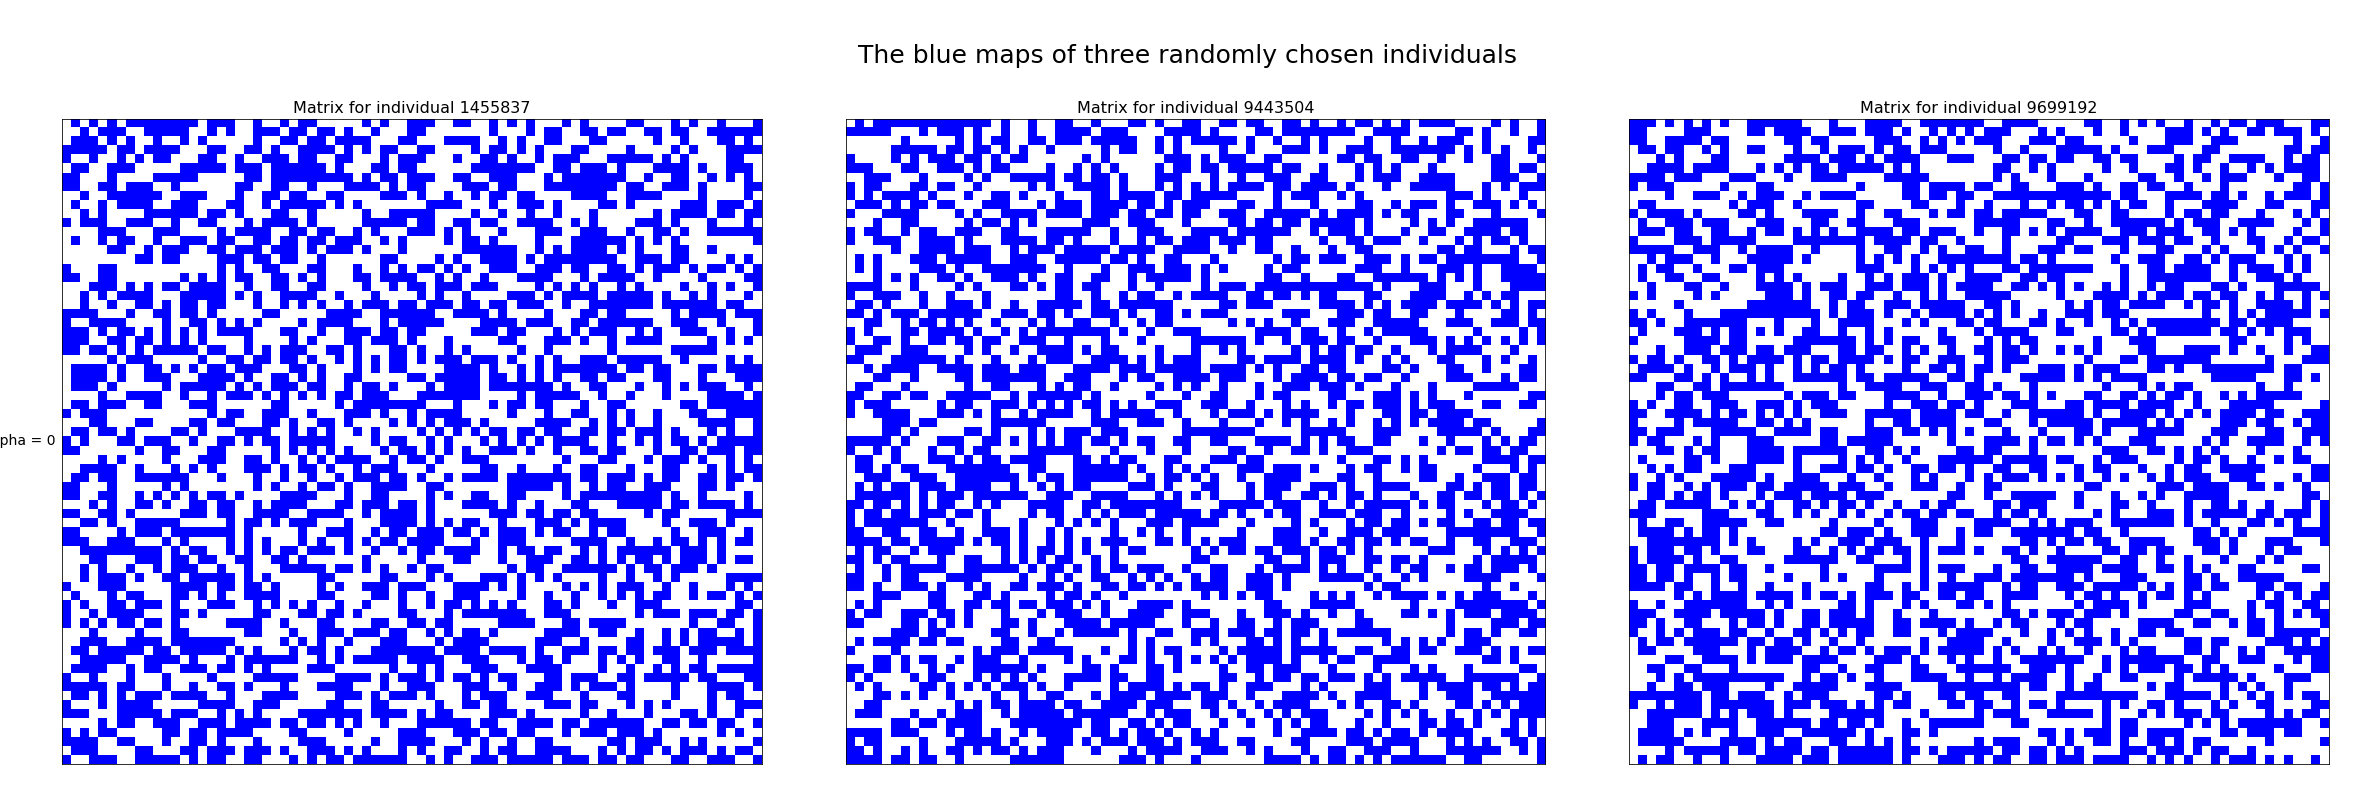 The blue maps of three randomly chosen individuals
Matrix for individual 1455837
Matrix for individual 9443504
Matrix for individual 9699192
pha = 0